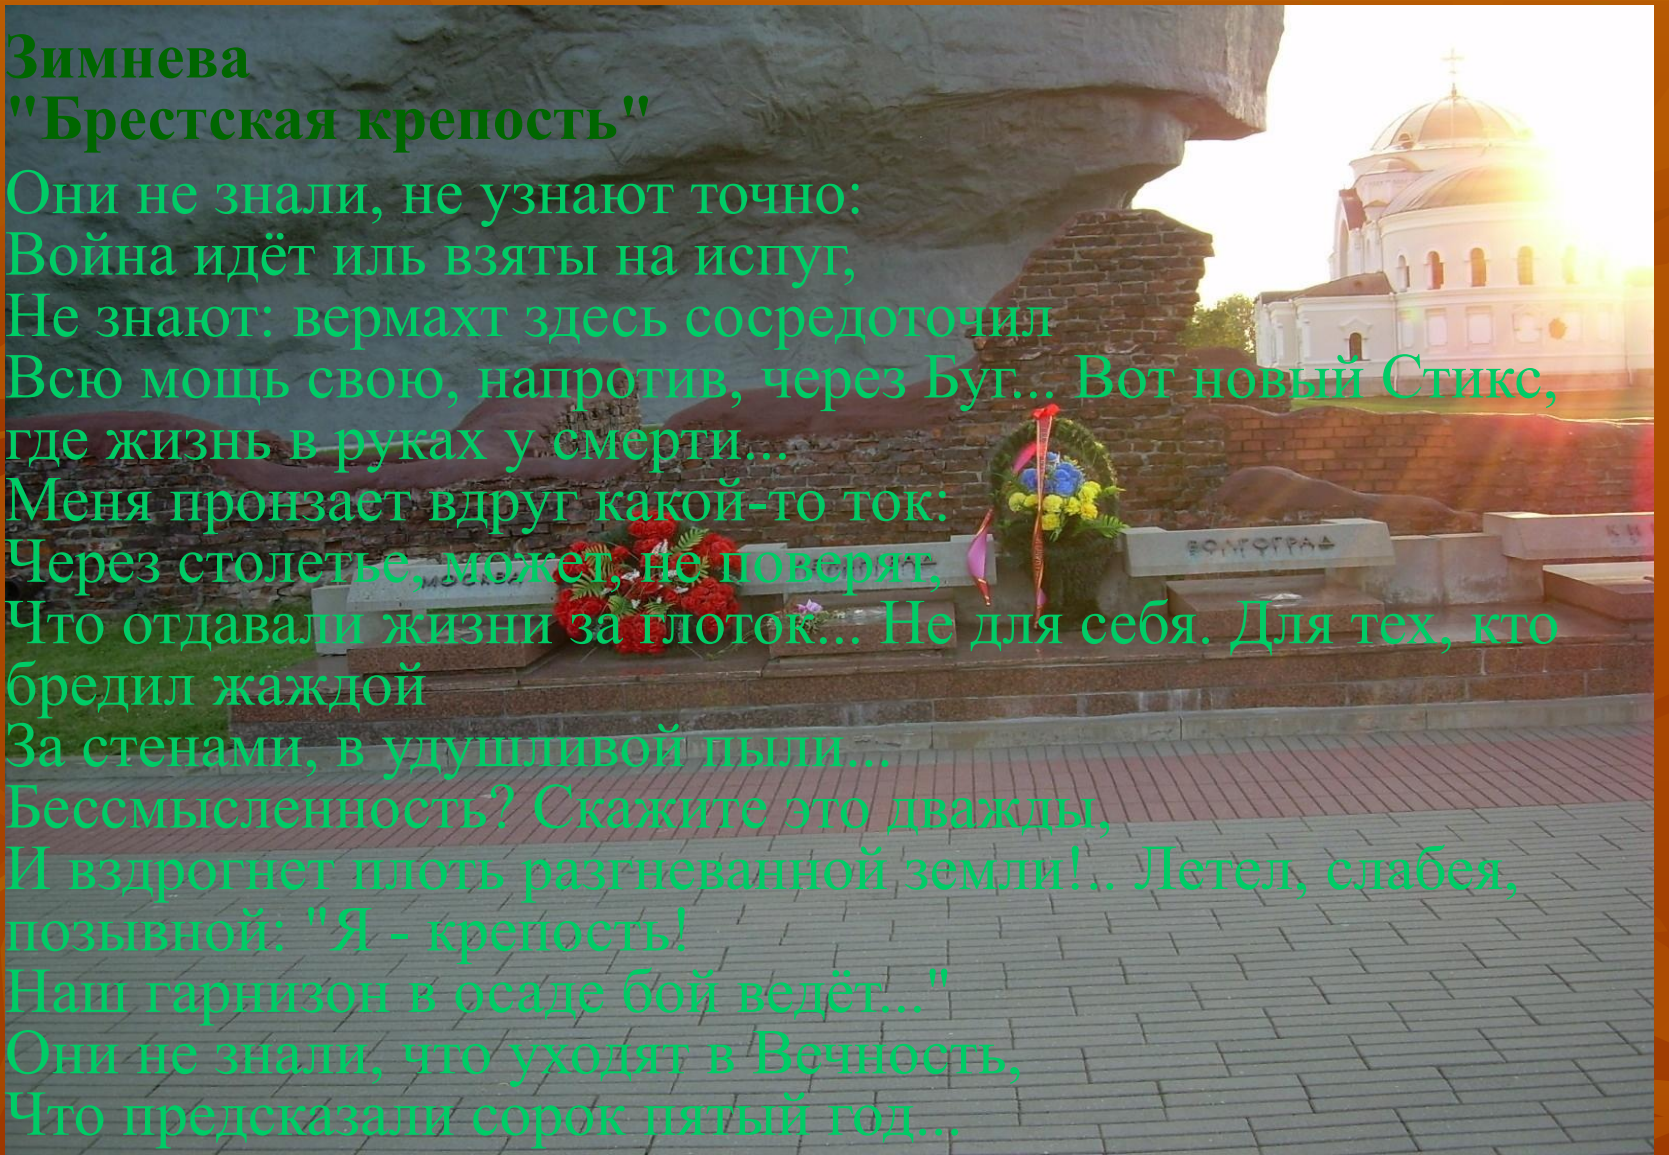 Зимнева
"Брестская крепость"
Они не знали, не узнают точно:
Война идёт иль взяты на испуг,
Не знают: вермахт здесь сосредоточил
Всю мощь свою, напротив, через Буг... Вот новый Стикс,
где жизнь в руках у смерти...
Меня пронзает вдруг какой-то ток:
Через столетье, может, не поверят,
Что отдавали жизни за глоток... Не для себя. Для тех, кто
бредил жаждой
За стенами, в удушливой пыли...
Бессмысленность? Скажите это дважды,
И вздрогнет плоть разгневанной земли!.. Летел, слабея,
позывной: "Я - крепость!
Наш гарнизон в осаде бой ведёт..."
Они не знали, что уходят в Вечность,
Что предсказали сорок пятый год...
МОСКВА
ВОЛГОГРАД